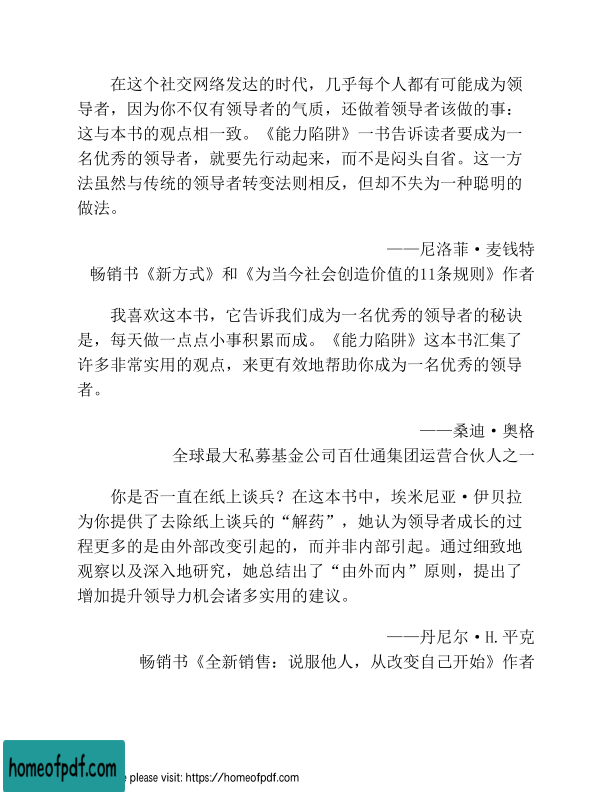 在这个社交网络发达的时代，几乎每个人都有可能成为领
导者，因为你不仅有领导者的气质，还做着领导者该做的事：
这与本书的观点相一致。《能力陷阱》一书告诉读者要成为一
名优秀的领导者，就要先行动起来，而不是闷头自省。这一方
法虽然与传统的领导者转变法则相反，但却不失为一种聪明的
做法。
——尼洛菲·麦钱特
畅销书《新方式》和《为当今社会创造价值的11条规则》作者
我喜欢这本书，它告诉我们成为一名优秀的领导者的秘诀
是，每天做一点点小事积累而成。《能力陷阱》这本书汇集了
许多非常实用的观点，来更有效地帮助你成为一名优秀的领导
者。
——桑迪·奥格
全球最大私募基金公司百仕通集团运营合伙人之一
你是否一直在纸上谈兵？在这本书中，埃米尼亚·伊贝拉
为你提供了去除纸上谈兵的“解药”，她认为领导者成长的过
程更多的是由外部改变引起的，而并非内部引起。通过细致地
观察以及深入地研究，她总结出了“由外而内”原则，提出了
增加提升领导力机会诸多实用的建议。
——丹尼尔·H.平克
畅销书《全新销售：说服他人，从改变自己开始》作者
homeofpdf.com
please visit: https://homeofpdf.com